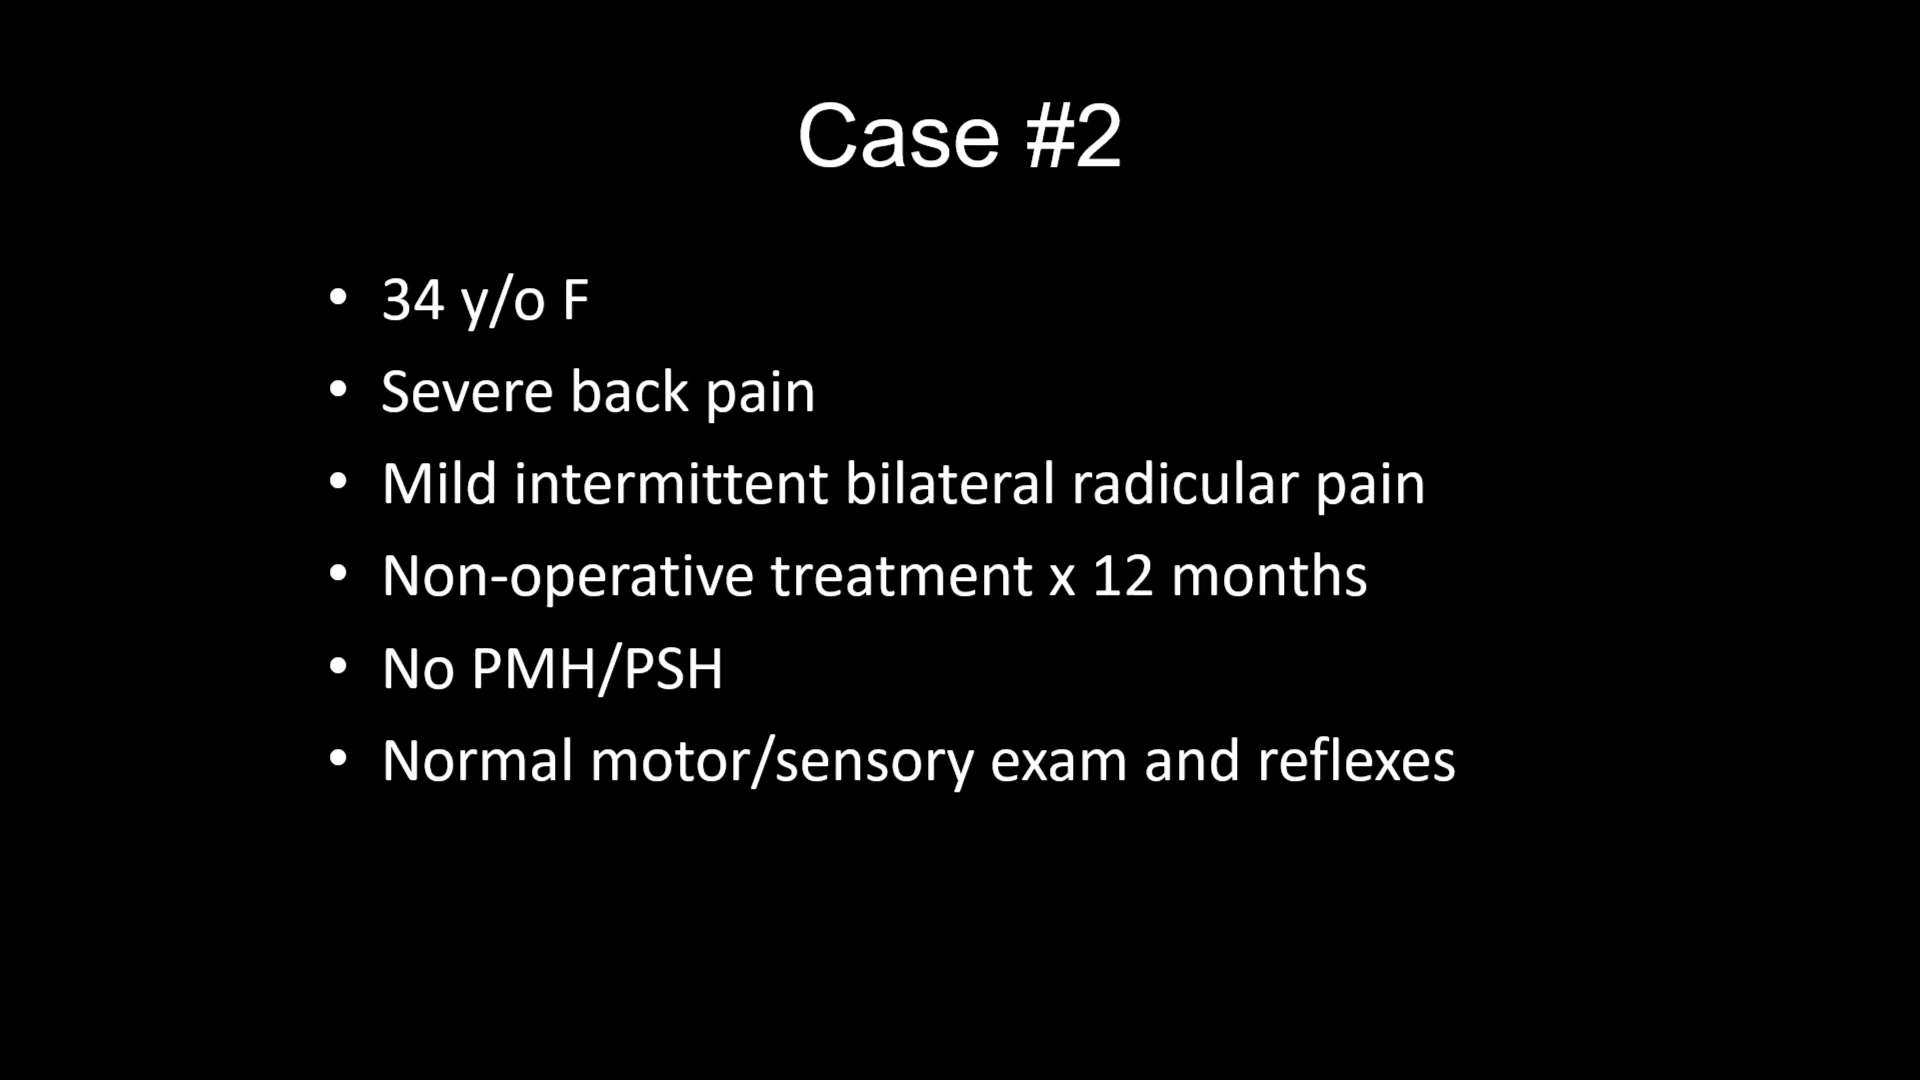 Case #2
• 34 y/o F
• Severe back pain
• Mild intermittent bilateral radicular pain
• Non-operative treatment x 12 months
• No PMH/PSH
• Normal motor/sensory exam and reflexes